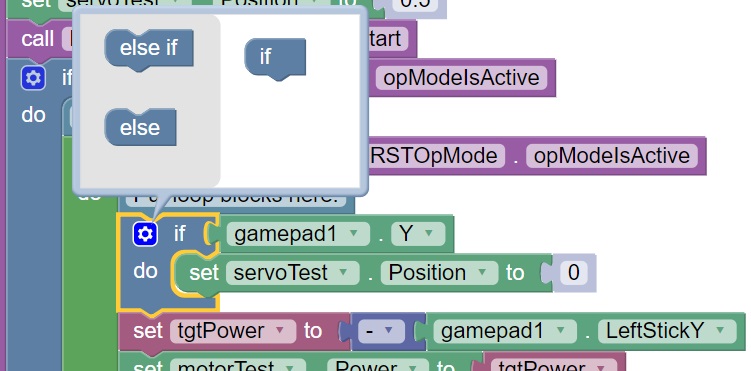 set servoTest . Position to 0.5
call tart
if opModeIsActive
do
RSTOpMode . opModeIsActive
do Put loop blocks here.
else if
if
else
if gamepad1 . Y
do set servoTest . Position to 0
set tgtPower to - gamepad1 . LeftStickY
set motorTest . Power to tgtPower